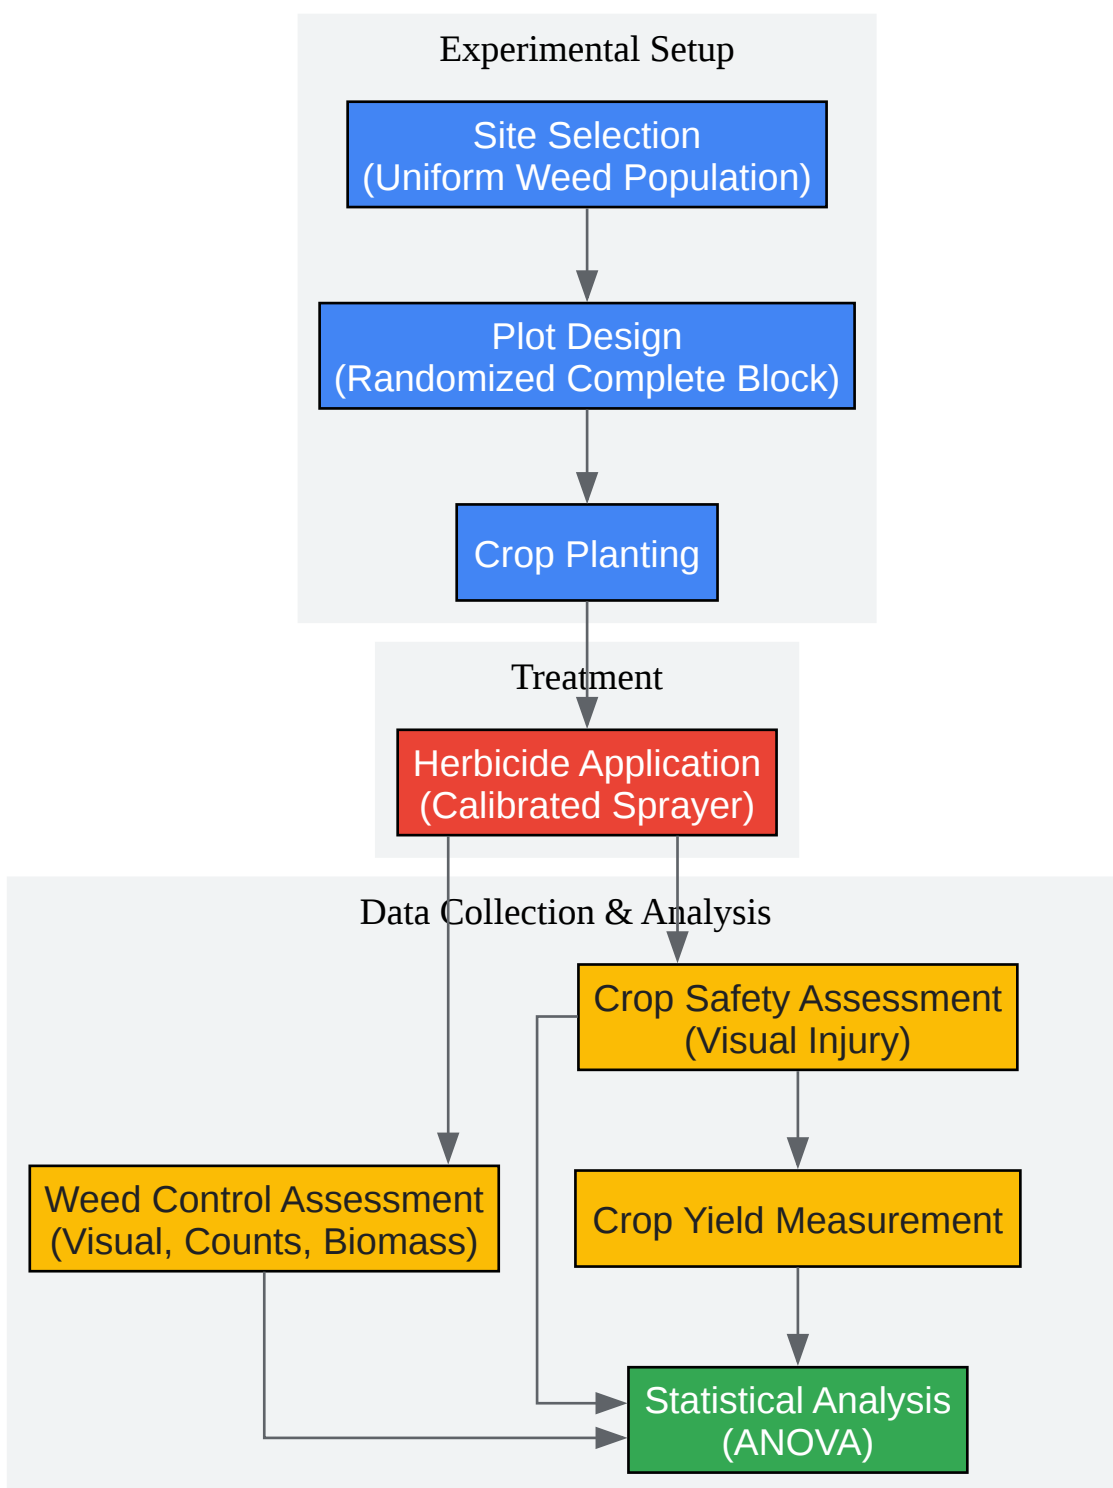 Experimental Setup
Site Selection
(Uniform Weed Population)
Plot Design
(Randomized Complete Block)
Crop Planting
Treatment
Herbicide Application
(Calibrated Sprayer)
Data Collection & Analysis
Crop Safety Assessment
(Visual Injury)
Weed Control Assessment
(Visual, Counts, Biomass)
Crop Yield Measurement
Statistical Analysis
(ANOVA)